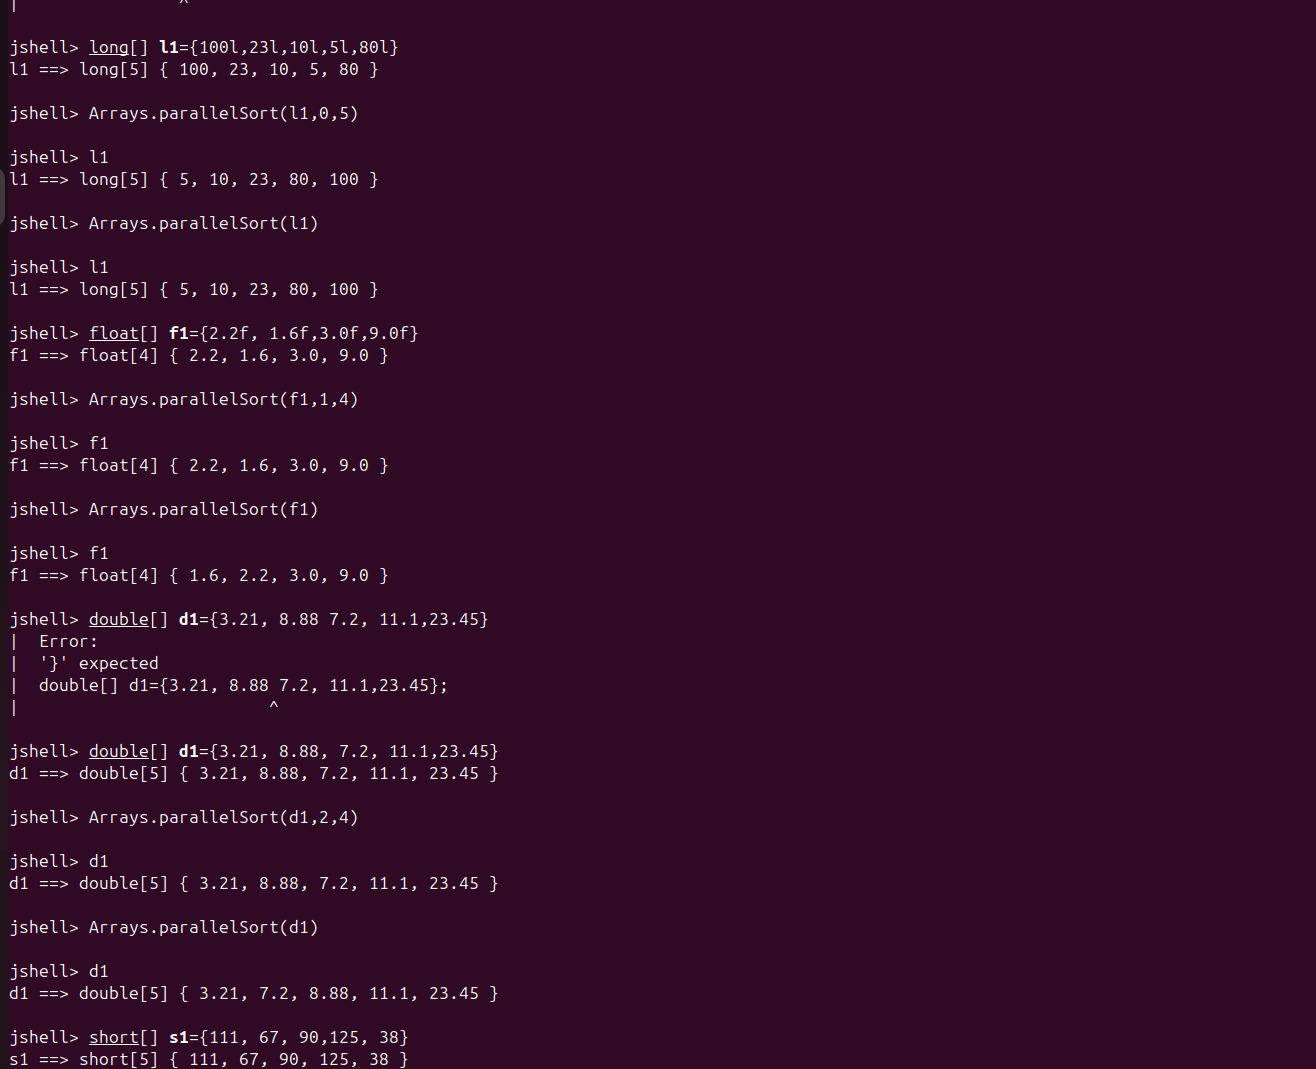 |                ^
jshell> long[] l1={100l,23l,10l,5l,80l}
l1 ==> long[5] { 100, 23, 10, 5, 80 }
jshell> Arrays.parallelSort(l1,0,5)
jshell> l1
l1 ==> long[5] { 5, 10, 23, 80, 100 }
jshell> Arrays.parallelSort(l1)
jshell> l1
l1 ==> long[5] { 5, 10, 23, 80, 100 }
jshell> float[] f1={2.2f, 1.6f,3.0f,9.0f}
f1 ==> float[4] { 2.2, 1.6, 3.0, 9.0 }
jshell> Arrays.parallelSort(f1,1,4)
jshell> f1
f1 ==> float[4] { 2.2, 1.6, 3.0, 9.0 }
jshell> Arrays.parallelSort(f1)
jshell> f1
f1 ==> float[4] { 1.6, 2.2, 3.0, 9.0 }
jshell> double[] d1={3.21, 8.88 7.2, 11.1,23.45}
|  Error:
|  '}' expected
|  double[] d1={3.21, 8.88 7.2, 11.1,23.45};
|                         ^
jshell> double[] d1={3.21, 8.88, 7.2, 11.1,23.45}
d1 ==> double[5] { 3.21, 8.88, 7.2, 11.1, 23.45 }
jshell> Arrays.parallelSort(d1,2,4)
jshell> d1
d1 ==> double[5] { 3.21, 8.88, 7.2, 11.1, 23.45 }
jshell> Arrays.parallelSort(d1)
jshell> d1
d1 ==> double[5] { 3.21, 7.2, 8.88, 11.1, 23.45 }
jshell> short[] s1={111, 67, 90,125, 38}
s1 ==> short[5] { 111, 67, 90, 125, 38 }